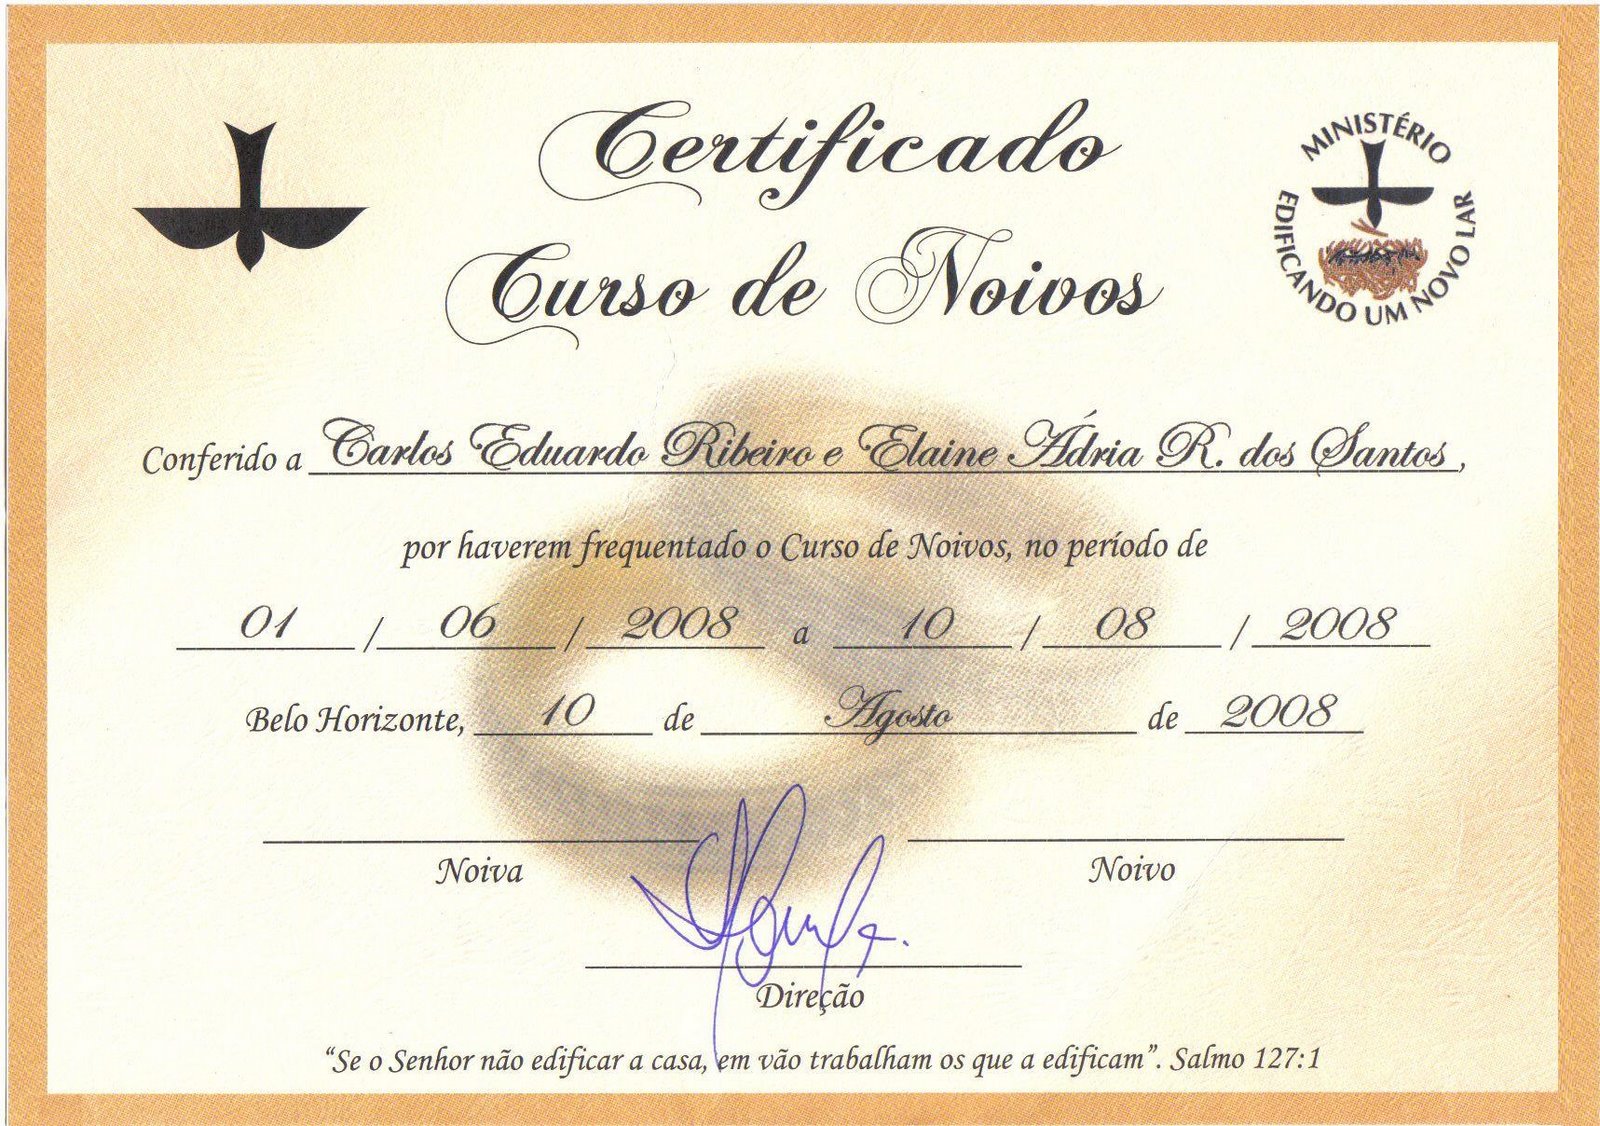 Certificado
Curso de Noivos
MINISTÉRIO
EDIFICANDO UM NOVO LAR
Conferido a Carlos Eduardo Ribeiro e Elaine Ádria R. dos Santos,
por haverem frequentado o Curso de Noivos, no período de
01 / 06 / 2008 a 10 / 08 / 2008
Belo Horizonte, 10 de Agosto de 2008
Noiva
Noivo
Direção
“Se o Senhor não edificar a casa, em vão trabalham os que a edificam”. Salmo 127:1